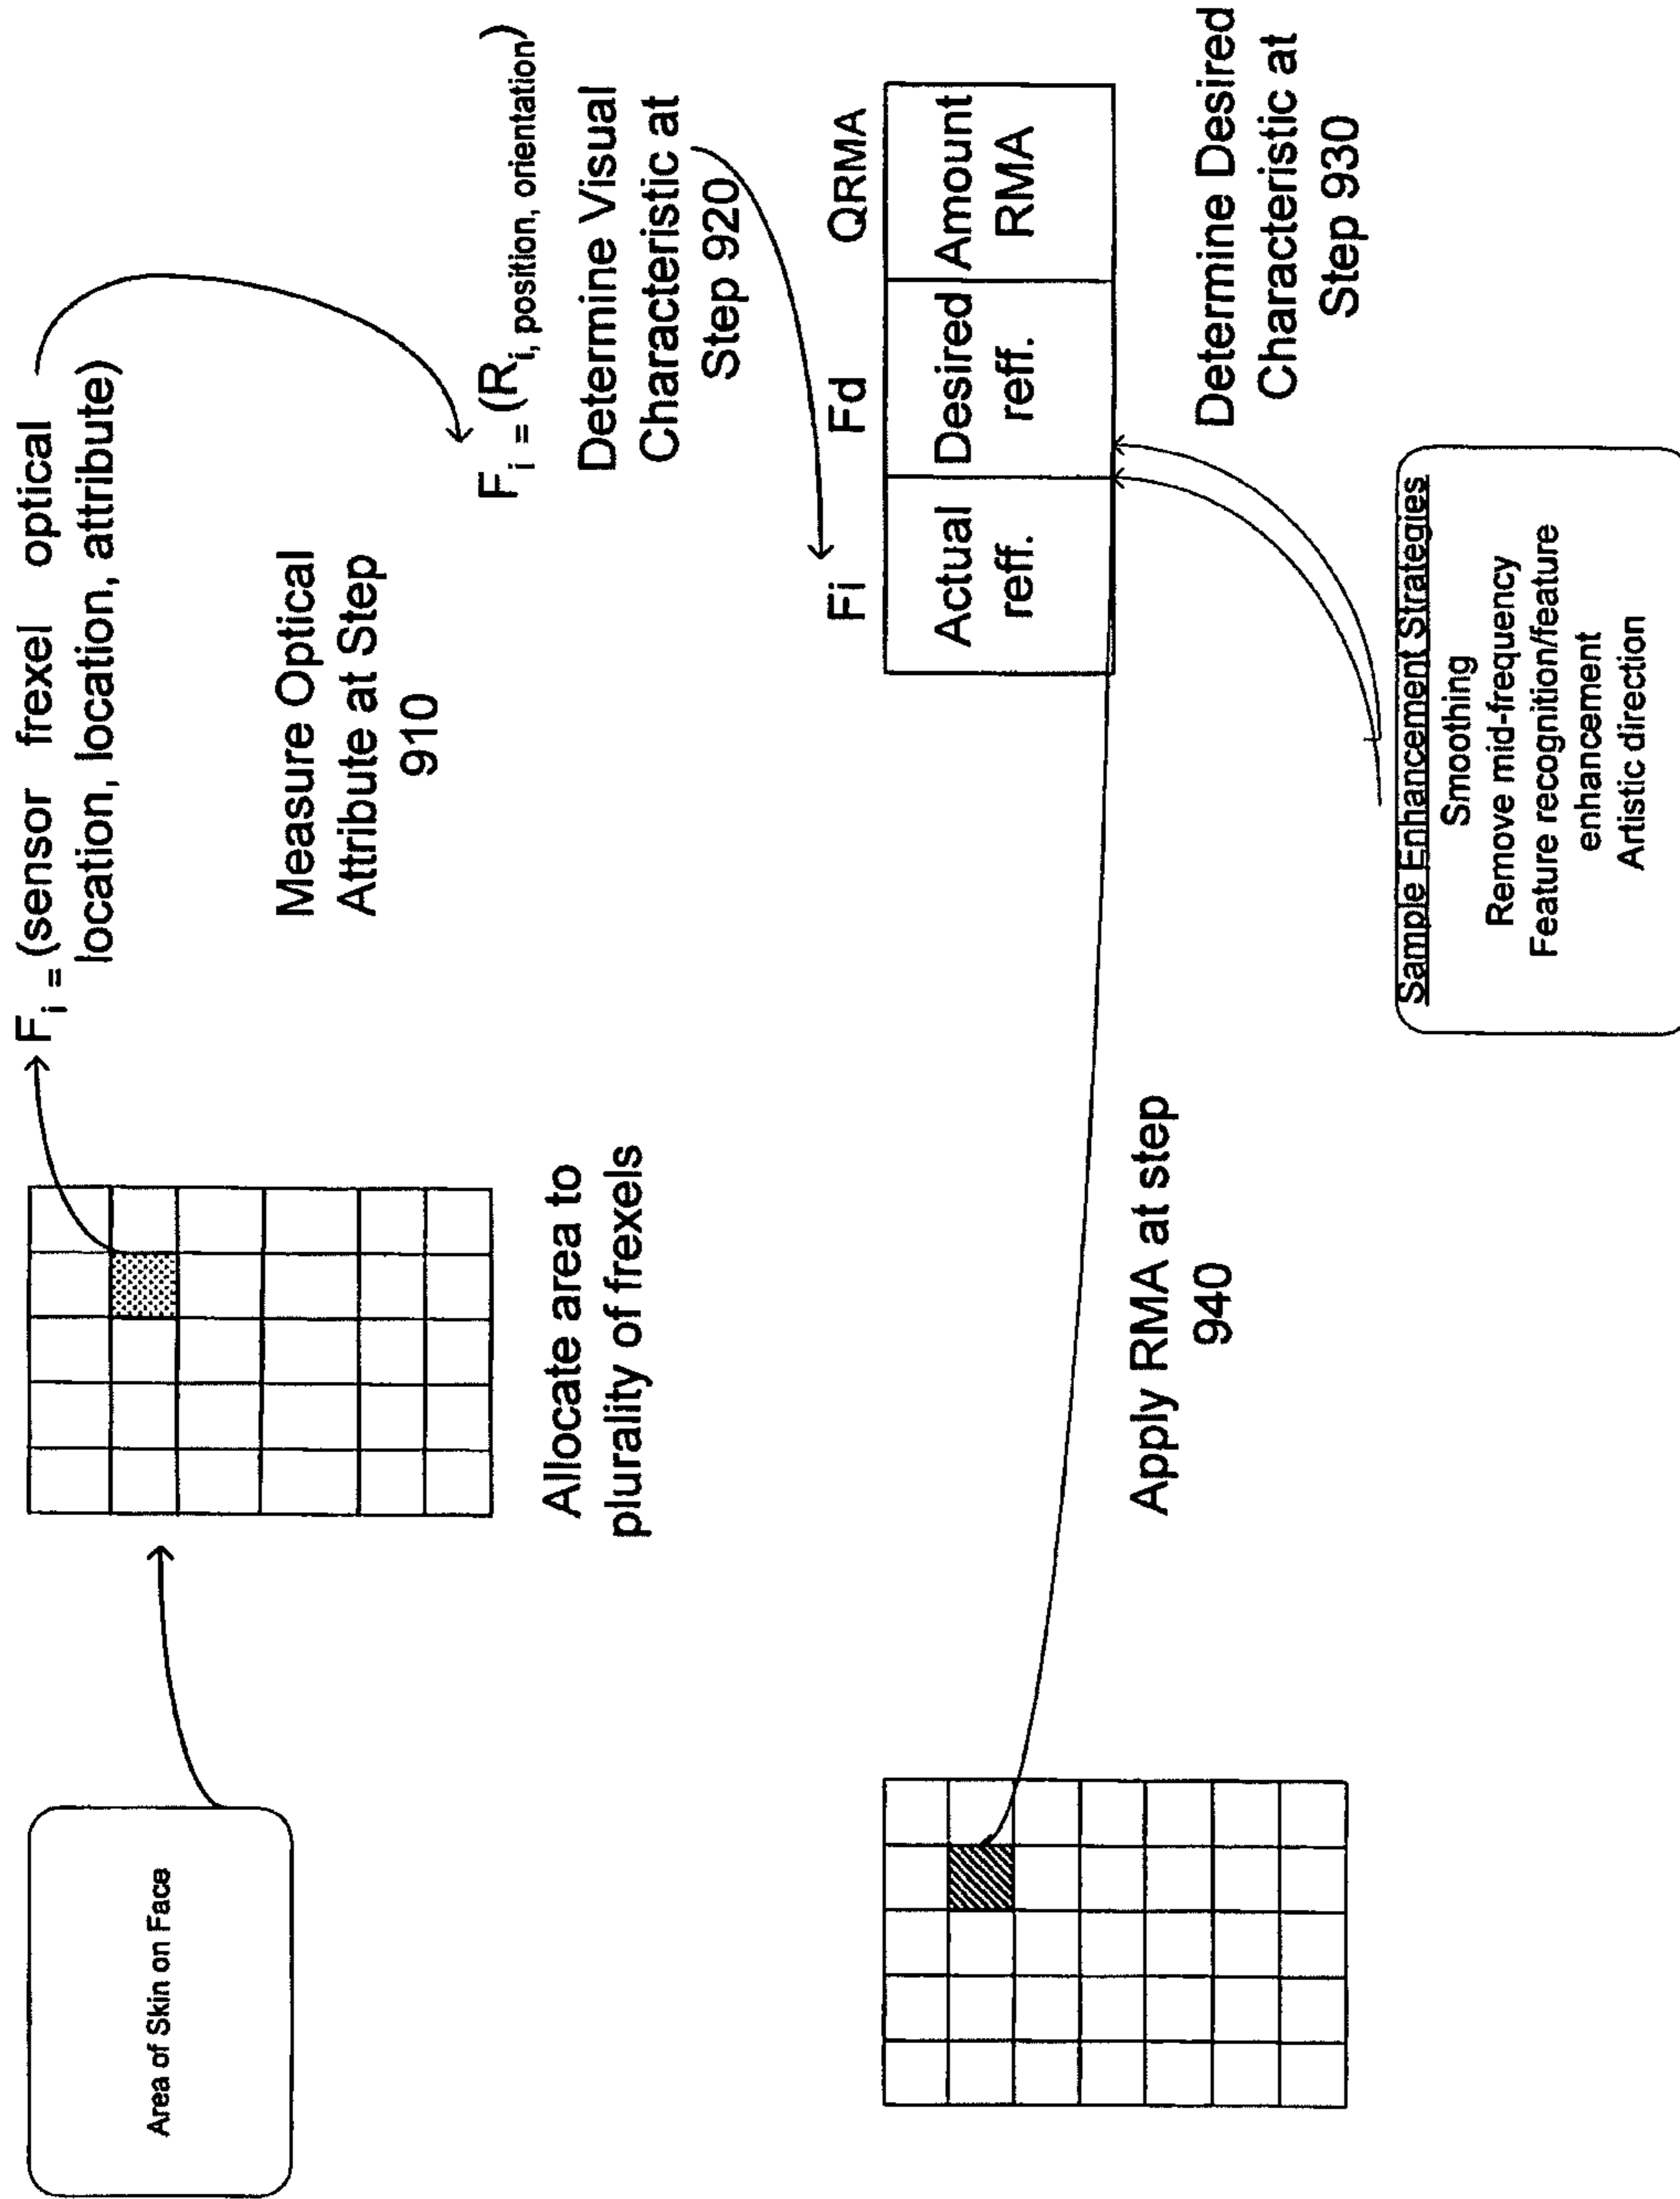 Area of Skin on Face
Allocate area to
plurality of frexels
F i = (sensor frexel optical
location, location, attribute)
Measure Optical
Attribute at Step
910
F i = (R i, position, orientation )
Determine Visual
Characteristic at
Step 920
Fi Fd QRMA
Actual Desired Amount
reff. reff. RMA
Determine Desired
Characteristic at
Step 930
Apply RMA at step
940
Sample Enhancement Strategies
Smoothing
Remove mid-frequency
Feature recognition/feature
enhancement
Artistic direction